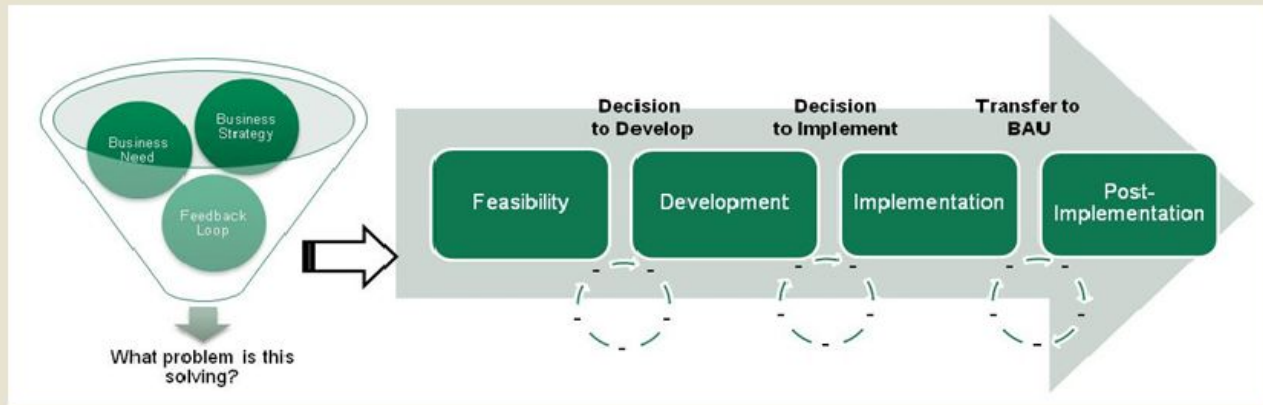 Business
Need
Business
Strategy
Feedback
Loop
What problem is this
solving?
Decision
to Develop
Decision
to Implement
Transfer to
BAU
Feasibility
Development
Implementation
Post-
Implementation